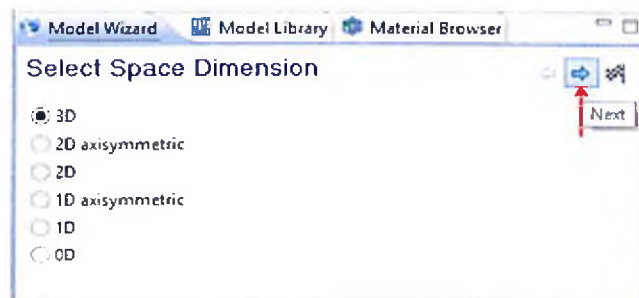 Model Wizard Model Library Material Browser
Select Space Dimension
Next
3D
2D axisymmetric
2D
1D axisymmetric
1D
0D